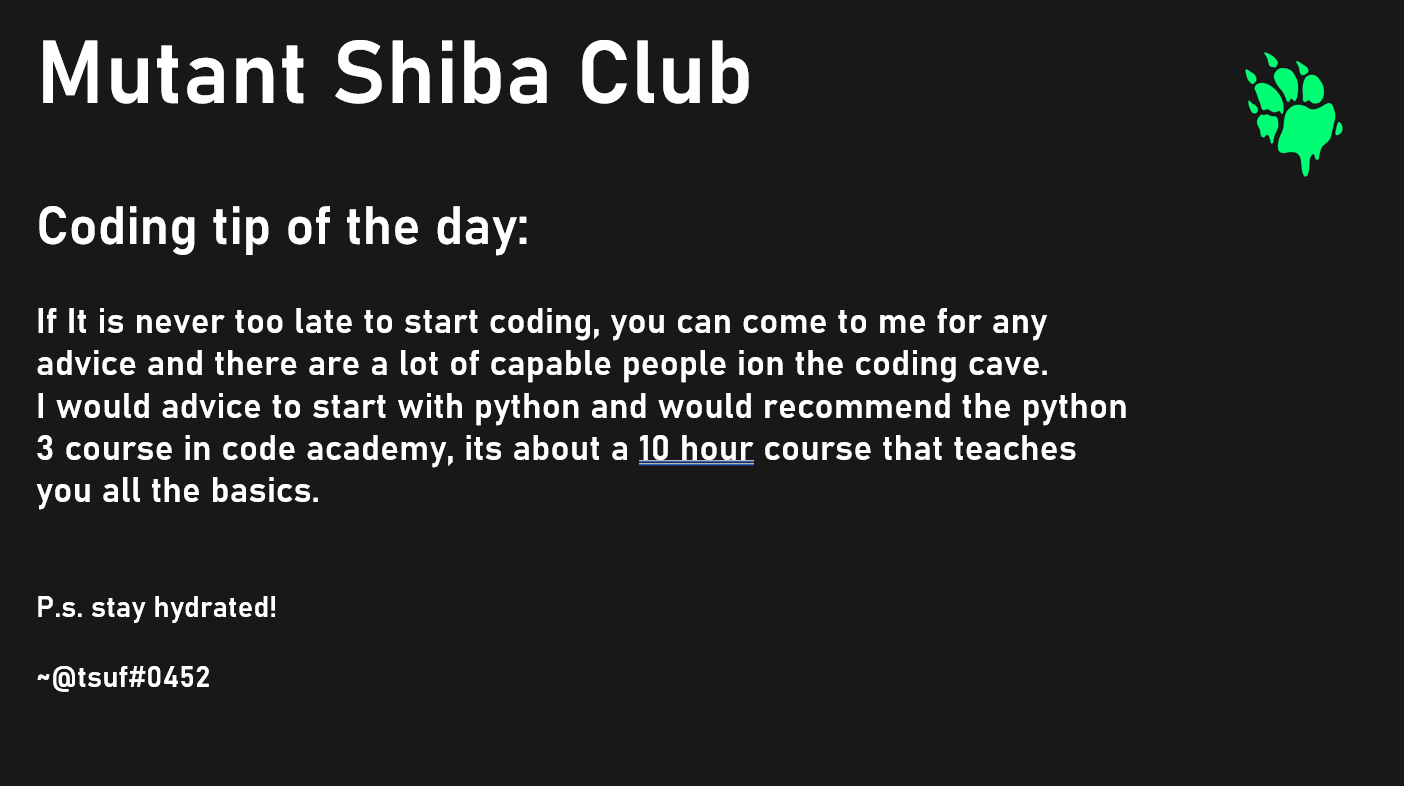 Mutant Shiba Club
Coding tip of the day:
If It is never too late to start coding, you can come to me for any
advice and there are a lot of capable people ion the coding cave.
I would advice to start with python and would recommend the python
3 course in code academy, its about a 10 hour course that teaches
you all the basics.
P.s. stay hydrated!
~@tsuf#0452